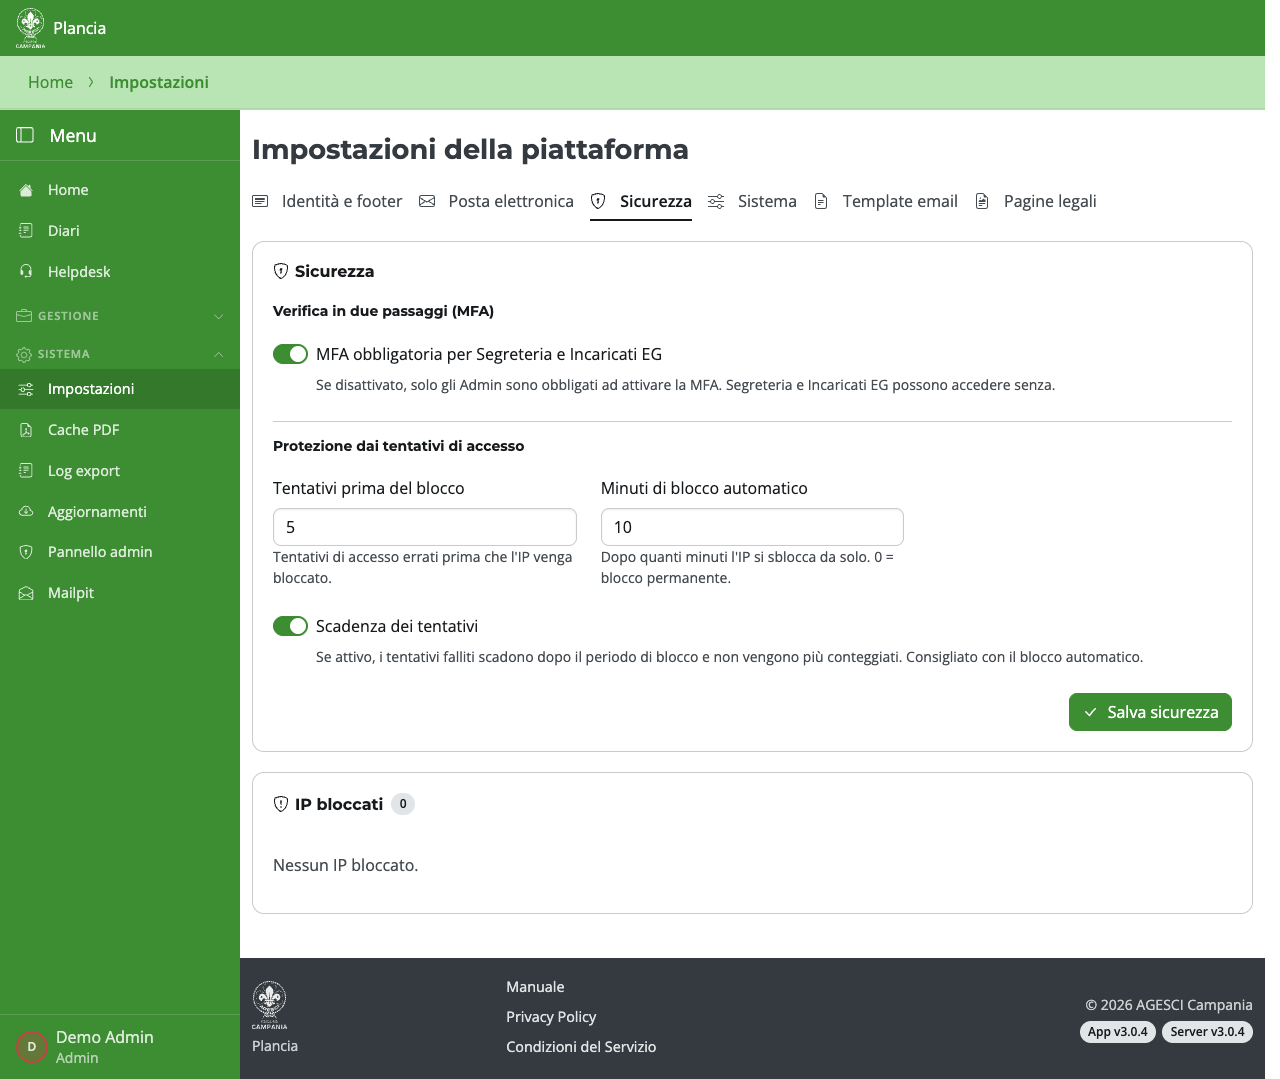 CAMPANIA
Plancia
Home
Impostazioni
Menu
Home
Diari
Helpdesk
GESTIONE
SISTEMA
Impostazioni
Cache PDF
Log export
Aggiornamenti
Pannello admin
Mailpit
Demo Admin
D
Admin
Impostazioni della piattaforma
Identità e footer
Posta elettronica
Sicurezza
Sistema
Template email
Pagine legali
Sicurezza
Verifica in due passaggi (MFA)
MFA obbligatoria per Segreteria e Incaricati EG
Se disattivato, solo gli Admin sono obbligati ad attivare la MFA. Segreteria e Incaricati EG possono accedere senza.
Protezione dai tentativi di accesso
Tentativi prima del blocco
5
Tentativi di accesso errati prima che l'IP venga
bloccato.
Minuti di blocco automatico
10
Dopo quanti minuti l'IP si sblocca da solo. 0 =
blocco permanente.
Scadenza dei tentativi
Se attivo, i tentativi falliti scadono dopo il periodo di blocco e non vengono più conteggiati. Consigliato con il blocco automatico.
Salva sicurezza
IP bloccati 0
Nessun IP bloccato.
CAMPANIA
Plancia
Manuale
Privacy Policy
Condizioni del Servizio
© 2026 AGESCI Campania
App v3.0.4
Server v3.0.4